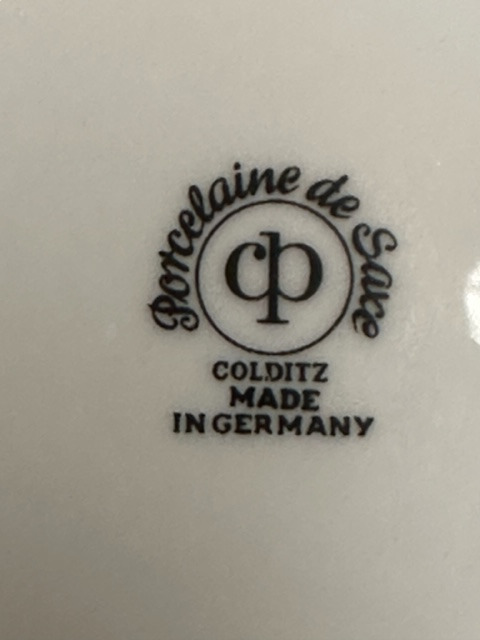 Porcelaine de Saxe
cp
COLDITZ
MADE
IN GERMANY